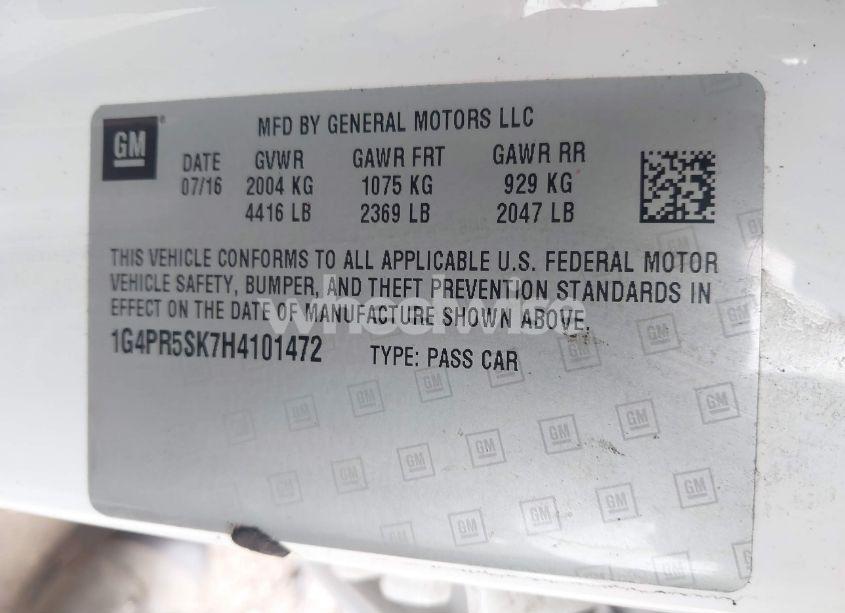 GM
MFD BY GENERAL MOTORS LLC
DATE GVWR GAWR FRT GAWR RR
07/16 2004 KG 1075 KG 929 KG
4416 LB 2369 LB 2047 LB
THIS VEHICLE CONFORMS TO ALL APPLICABLE U.S. FEDERAL MOTOR
VEHICLE SAFETY, BUMPER, AND THEFT PREVENTION STANDARDS IN
EFFECT ON THE DATE OF MANUFACTURE SHOWN ABOVE.
wheelwire
1G4PR5SK7H4101472 TYPE: PASS CAR